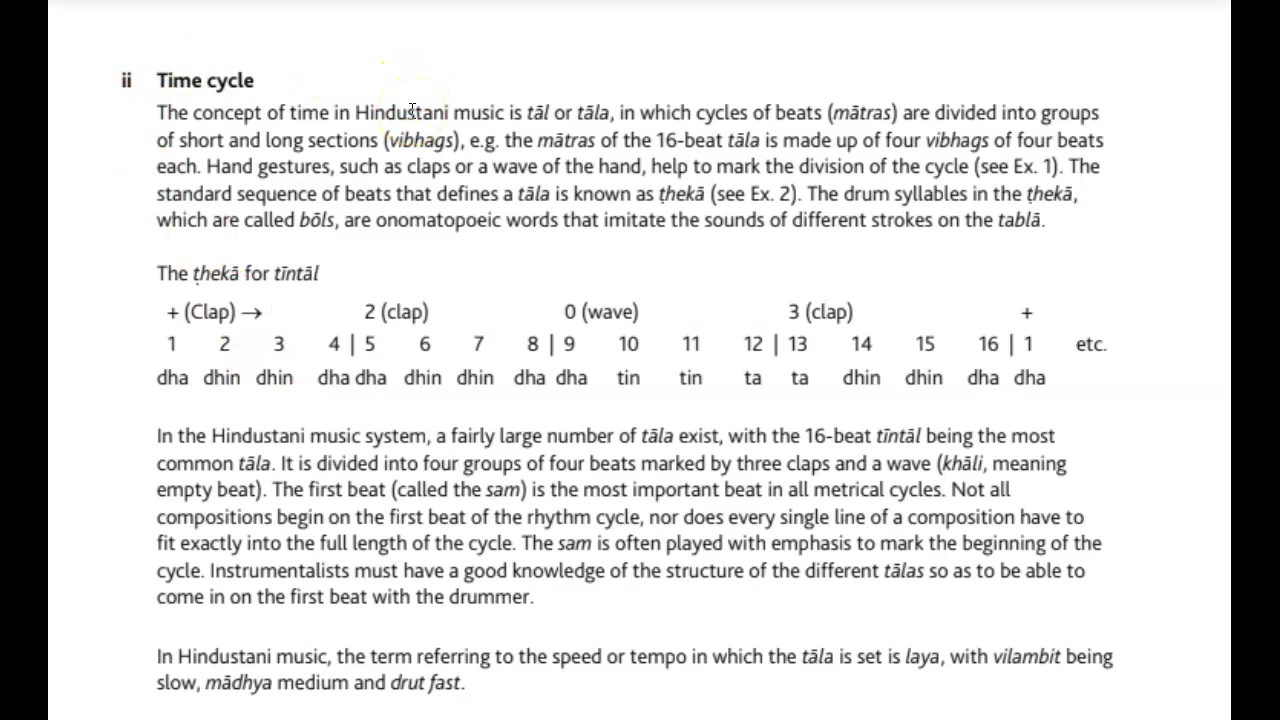 ii Time cycle
The concept of time in Hindustani music is tāl or tāla, in which cycles of beats (mātras) are divided into groups
of short and long sections (vibhags), e.g. the mātras of the 16-beat tāla is made up of four vibhags of four beats
each. Hand gestures, such as claps or a wave of the hand, help to mark the division of the cycle (see Ex. 1). The
standard sequence of beats that defines a tāla is known as ṭhekā (see Ex. 2). The drum syllables in the ṭhekā,
which are called bōls, are onomatopoeic words that imitate the sounds of different strokes on the tablā.
The ṭhekā for tīntāl
+ (Clap) → 2 (clap) 0 (wave) 3 (clap) +
1 2 3 4 | 5 6 7 8 | 9 10 11 12 | 13 14 15 16 | 1 etc.
dha dhin dhin dha dha dhin dhin dha dha tin tin ta ta dhin dhin dha dha
In the Hindustani music system, a fairly large number of tāla exist, with the 16-beat tīntāl being the most
common tāla. It is divided into four groups of four beats marked by three claps and a wave (khāli, meaning
empty beat). The first beat (called the sam) is the most important beat in all metrical cycles. Not all
compositions begin on the first beat of the rhythm cycle, nor does every single line of a composition have to
fit exactly into the full length of the cycle. The sam is often played with emphasis to mark the beginning of the
cycle. Instrumentalists must have a good knowledge of the structure of the different tālas so as to be able to
come in on the first beat with the drummer.
In Hindustani music, the term referring to the speed or tempo in which the tāla is set is laya, with vilambit being
slow, mādhya medium and drut fast.